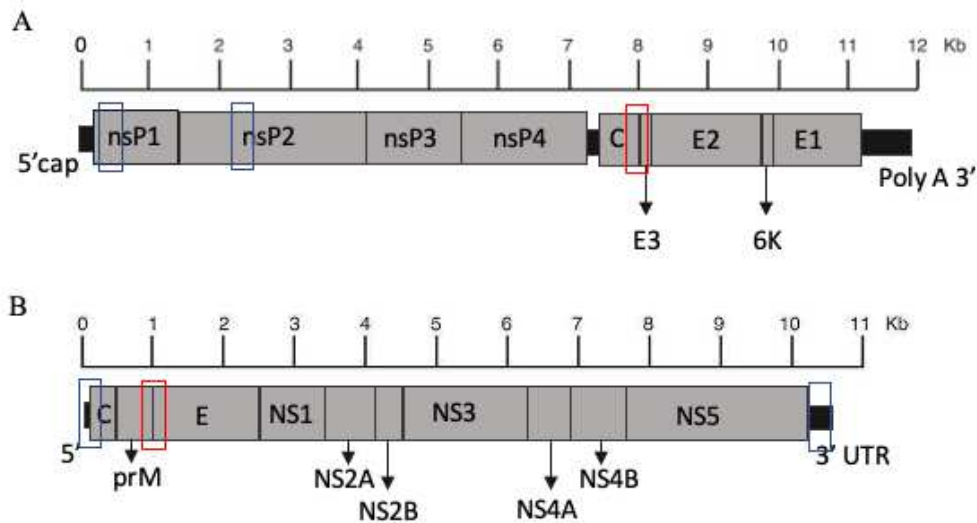 A
0 1 2 3 4 5 6 7 8 9 10 11 12 Kb
nsP1 nsP2 nsP3 nsP4 C E2 E1
5'cap Poly A 3'
E3 6K
B
0 1 2 3 4 5 6 7 8 9 10 11 Kb
C E NS1 NS3 NS5
5' 3' UTR
prM NS2A NS4B
NS2B NS4A